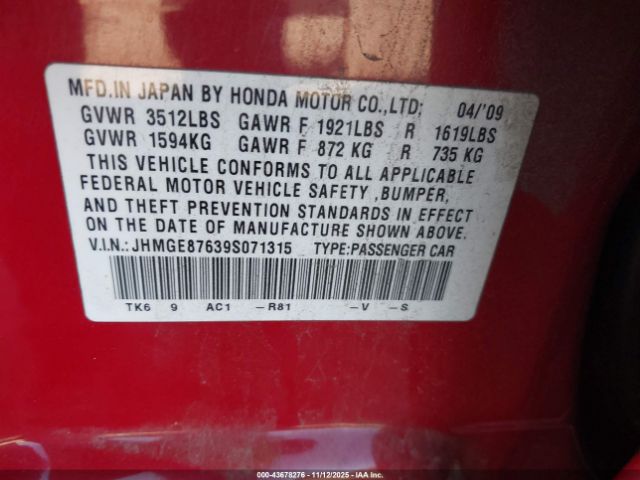 MFD.IN JAPAN BY HONDA MOTOR CO.,LTD; 04/'09
GVWR 3512LBS GAWR F 1921LBS R 1619LBS
GVWR 1594KG GAWR F 872 KG R 735 KG
THIS VEHICLE CONFORMS TO ALL APPLICABLE
FEDERAL MOTOR VEHICLE SAFETY ,BUMPER,
AND THEFT PREVENTION STANDARDS IN EFFECT
ON THE DATE OF MANUFACTURE SHOWN ABOVE.
V.I.N.: JHMGE87639S071315 TYPE:PASSENGER CAR
TK6 9 AC1 -R81 -V -S
000-43678276 - 11/12/2025 - IAAI.com